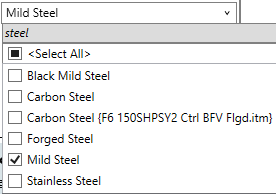 Mild Steel
steel
<Select All>
Black Mild Steel
Carbon Steel
Carbon Steel {F6 150SHPSY2 Ctrl BFV Flgd.itm}
Forged Steel
Mild Steel
Stainless Steel